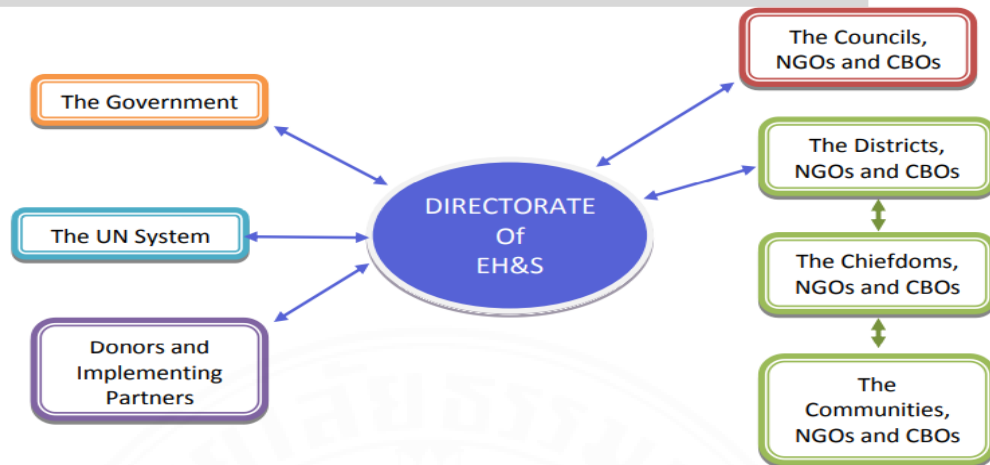 The Government
The UN System
Donors and
Implementing
Partners
DIRECTORATE
Of
EH&S
The Councils,
NGOs and CBOs
The Districts,
NGOs and CBOs
The Chiefdoms,
NGOs and CBOs
The
Communities,
NGOs and CBOs